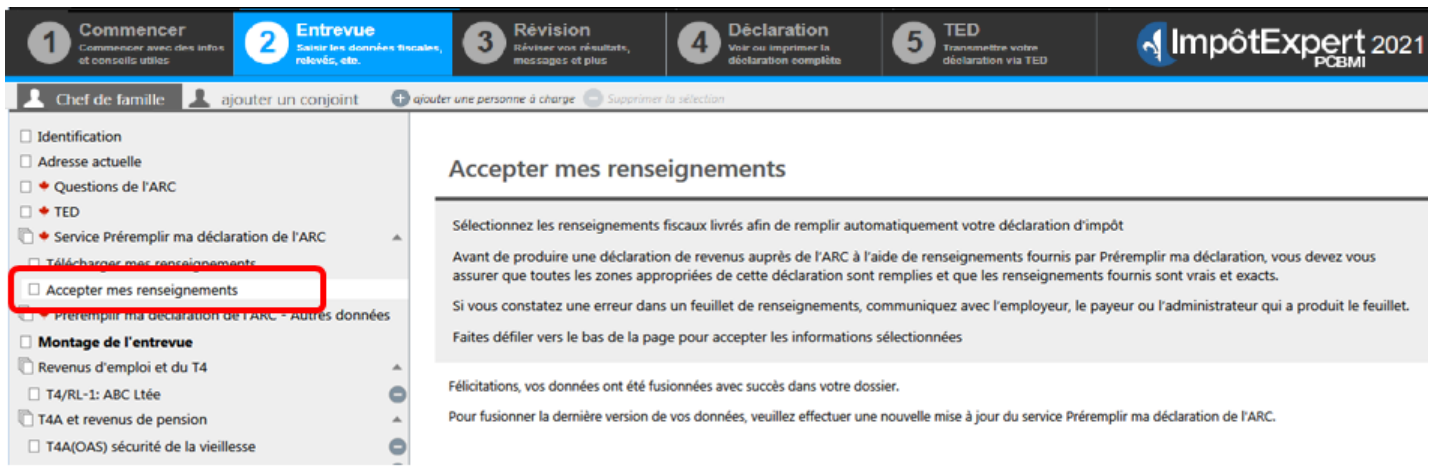 1 Commencer
Commencer avec des infos
et conseils utiles
2 Entrevue
Saisir les données fiscales,
relevés, etc.
3 Révision
Réviser vos résultats,
messages et plus
4 Déclaration
Voir ou imprimer la
déclaration complète
5 TED
Transmettre votre
déclaration via TED
ImpôtExpert 2021
PCBMI
Chef de famille
ajouter un conjoint
ajouter une personne à charge
Supprimer la sélection
Identification
Adresse actuelle
Questions de l'ARC
TED
Service Préremplir ma déclaration de l'ARC
Télécharger mes renseignements
Accepter mes renseignements
Préremplir ma déclaration de l'ARC - Autres données
Montage de l'entrevue
Revenus d'emploi et du T4
T4/RL-1: ABC Ltée
T4A et revenus de pension
T4A(OAS) sécurité de la vieillesse
Accepter mes renseignements
Sélectionnez les renseignements fiscaux livrés afin de remplir automatiquement votre déclaration d'impôt
Avant de produire une déclaration de revenus auprès de l'ARC à l'aide de renseignements fournis par Préremplir ma déclaration, vous devez vous
assurer que toutes les zones appropriées de cette déclaration sont remplies et que les renseignements fournis sont vrais et exacts.
Si vous constatez une erreur dans un feuillet de renseignements, communiquez avec l'employeur, le payeur ou l'administrateur qui a produit le feuillet.
Faites défiler vers le bas de la page pour accepter les informations sélectionnées
Félicitations, vos données ont été fusionnées avec succès dans votre dossier.
Pour fusionner la dernière version de vos données, veuillez effectuer une nouvelle mise à jour du service Préremplir ma déclaration de l'ARC.